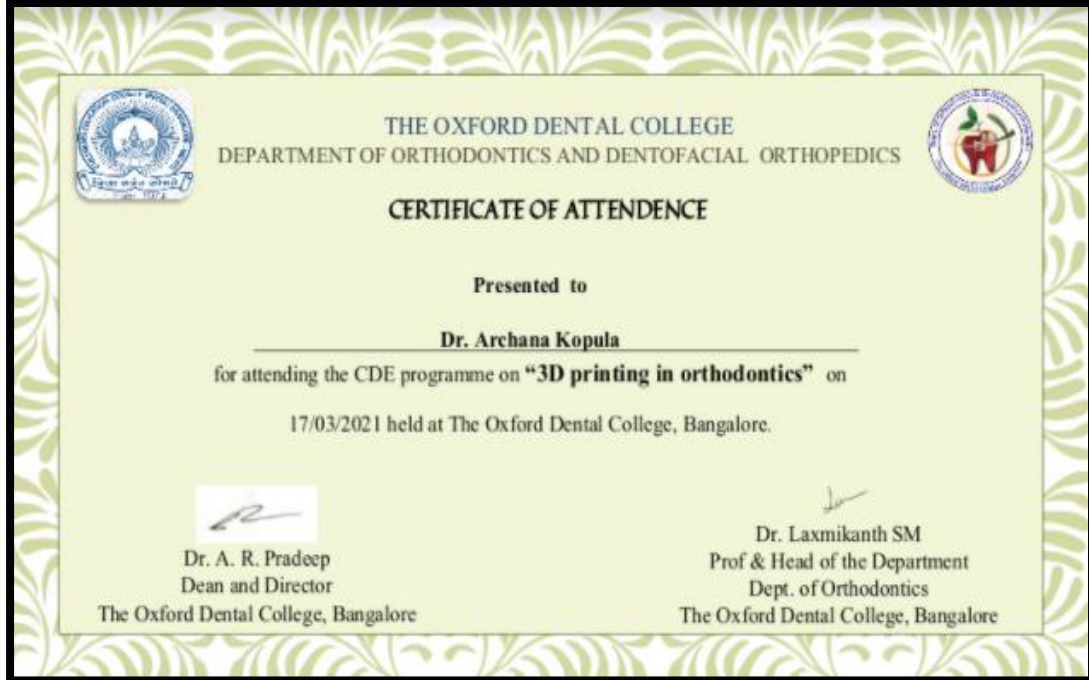 THE OXFORD DENTAL COLLEGE
DEPARTMENT OF ORTHODONTICS AND DENTOFACIAL ORTHOPEDICS
CERTIFICATE OF ATTENDENCE
Presented to
Dr. Archana Kopula
for attending the CDE programme on “3D printing in orthodontics” on
17/03/2021 held at The Oxford Dental College, Bangalore.
Dr. A. R. Pradeep
Dean and Director
The Oxford Dental College, Bangalore
Dr. Laxmikanth SM
Prof & Head of the Department
Dept. of Orthodontics
The Oxford Dental College, Bangalore